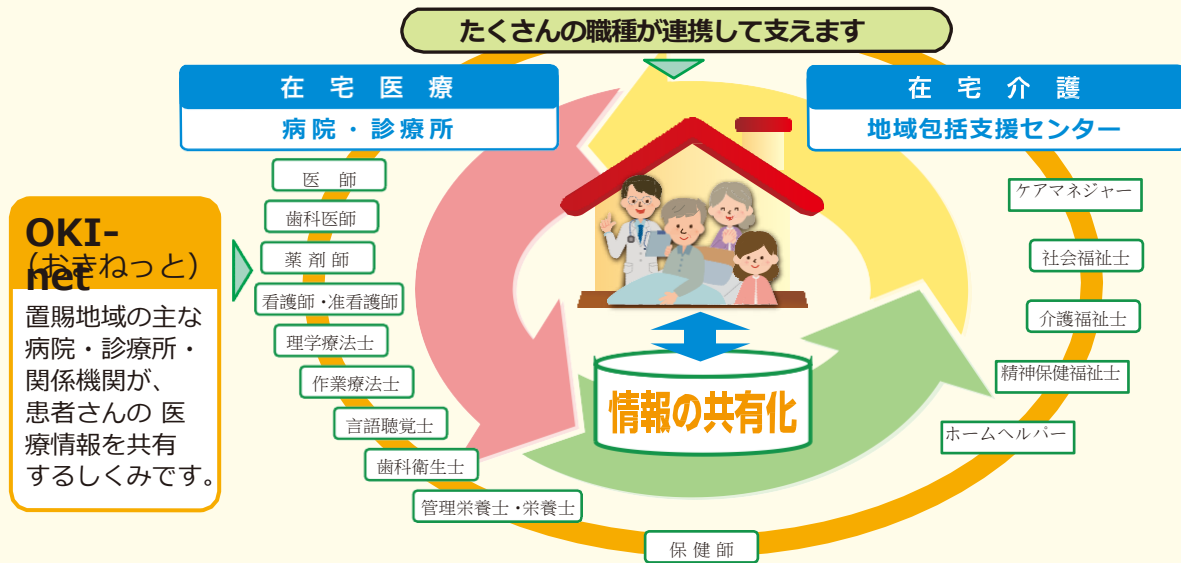 たくさんの職種が連携して支えます
在宅医療
病院・診療所
在宅介護
地域包括支援センター
OKI-net
（おきねっと）
置賜地域の主な
病院・診療所・
関係機関が、
患者さんの 医
療情報を共有
するしくみです。
医 師
歯科医師
薬 剤 師
看護師・准看護師
理学療法士
作業療法士
言語聴覚士
歯科衛生士
管理栄養士・栄養士
保 健 師
ケアマネジャー
社会福祉士
介護福祉士
精神保健福祉士
ホームヘルパー
情報の共有化